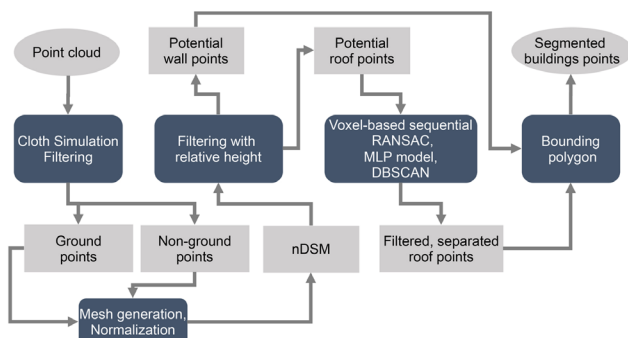 Point cloud
Potential
wall points
Potential
roof points
Segmented
buildings points
Cloth Simulation
Filtering
Filtering with
relative height
Voxel-based sequential
RANSAC,
MLP model,
DBSCAN
Bounding
polygon
Ground
points
Non-ground
points
nDSM
Filtered, separated
roof points
Mesh generation,
Normalization